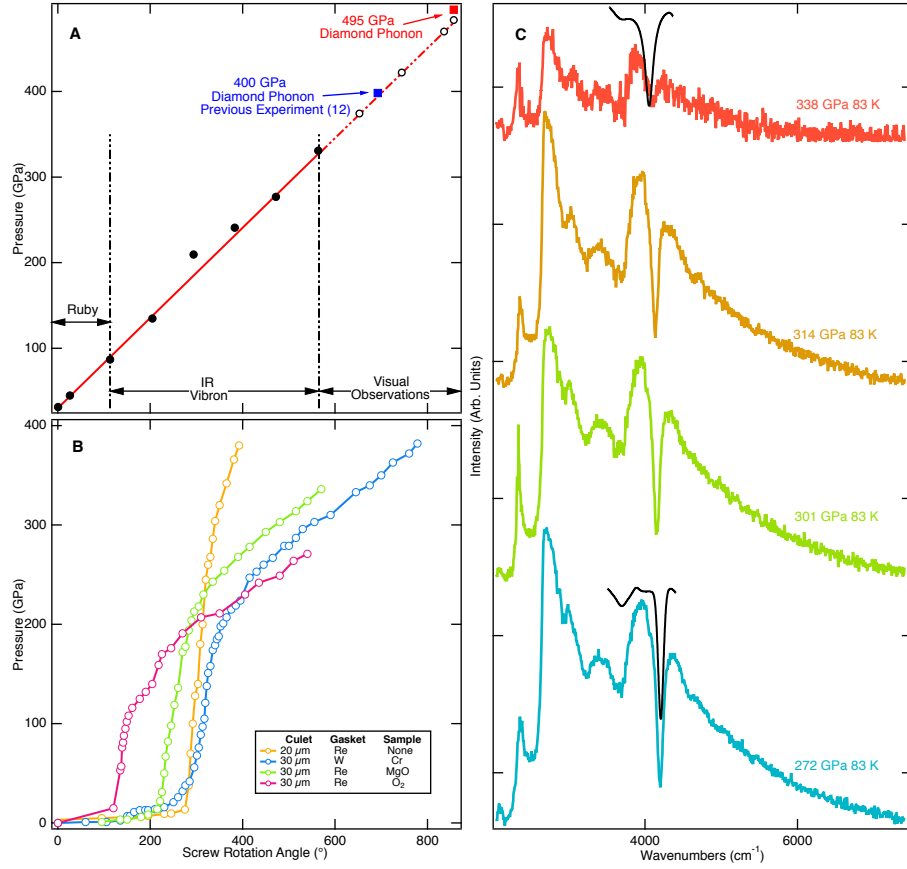 A
495 GPa
Diamond Phonon
400 GPa
Diamond Phonon
Previous Experiment (12)
Ruby
IR
Vibron
Visual
Observations
Pressure (GPa)
400
300
200
100
B
Pressure (GPa)
400
300
200
100
0
Culet Gasket Sample
20 µm Re None
30 µm W Cr
30 µm Re MgO
30 µm Re O₂
0 200 400 600 800
Screw Rotation Angle (°)
C
Intensity (Arb. Units)
338 GPa 83 K
314 GPa 83 K
301 GPa 83 K
272 GPa 83 K
4000 6000
Wavenumbers (cm⁻¹)